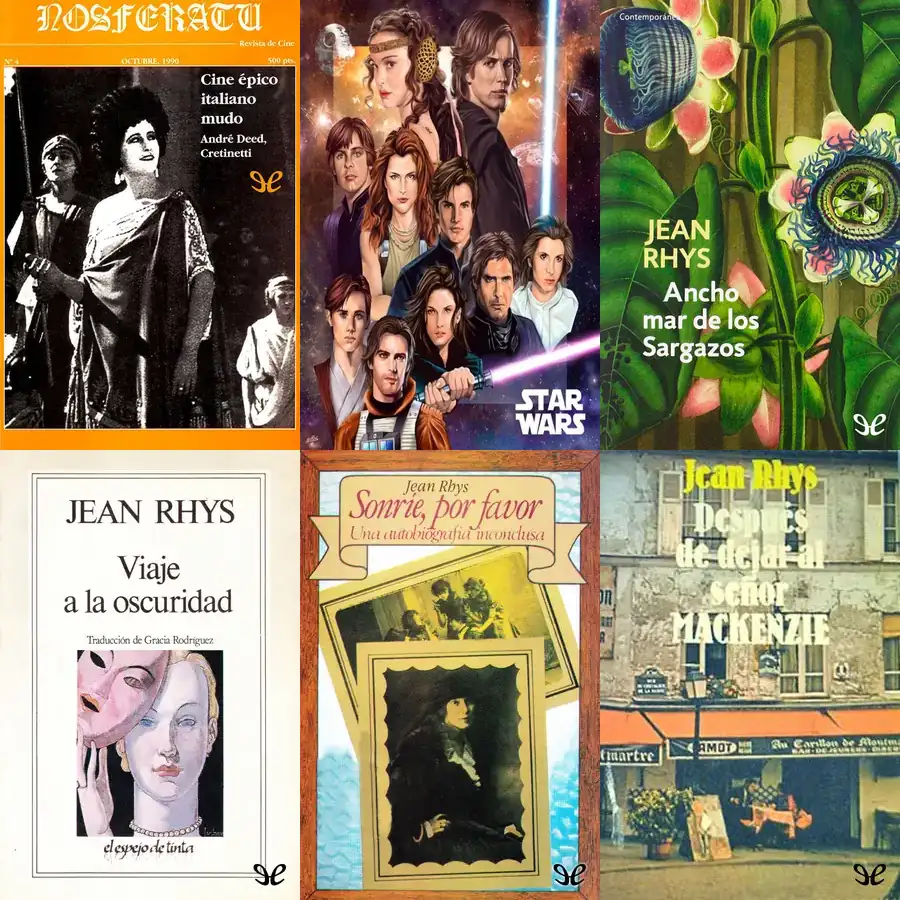 NOSFERATU
Revista de Cine
Nº 4
OCTUBRE, 1990
500 pts.
Cine épico
italiano
mudo
André Deed,
Cretinetti
STAR
WARS
Contemporánea
JEAN
RHYS
Ancho
mar de los
Sargazos
JEAN RHYS
Viaje
a la oscuridad
Traducción de Gracia Rodríguez
el espejo de tinta
Jean Rhys
Sonríe, por favor
Una autobiografía inconclusa
Jean Rhys
Después
de dejar al
señor
MACKENZIE
tmartre
CAMOT
Au Carillon de Montm